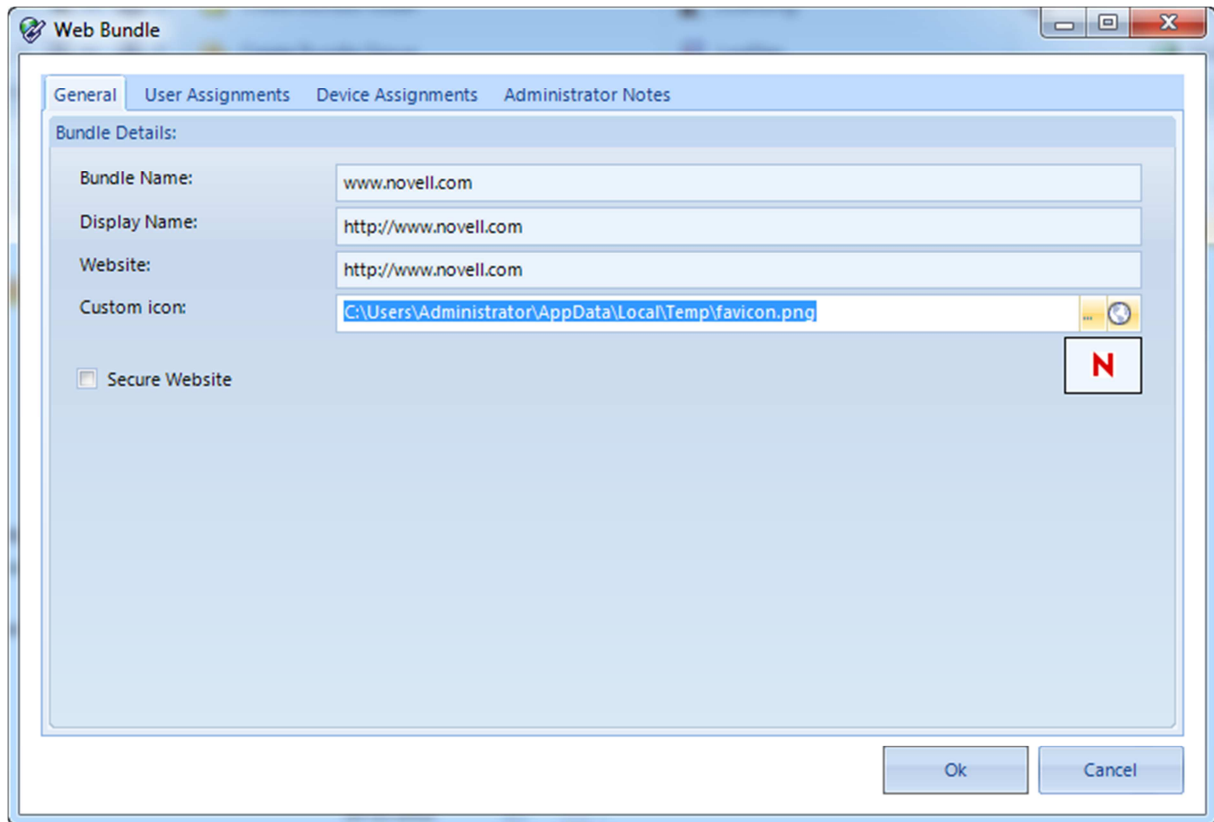 Web Bundle
General User Assignments Device Assignments Administrator Notes
Bundle Details:
Bundle Name: www.novell.com
Display Name: http://www.novell.com
Website: http://www.novell.com
Custom icon: C:\Users\Administrator\AppData\Local\Temp\favicon.png ...
N
Secure Website
Ok Cancel